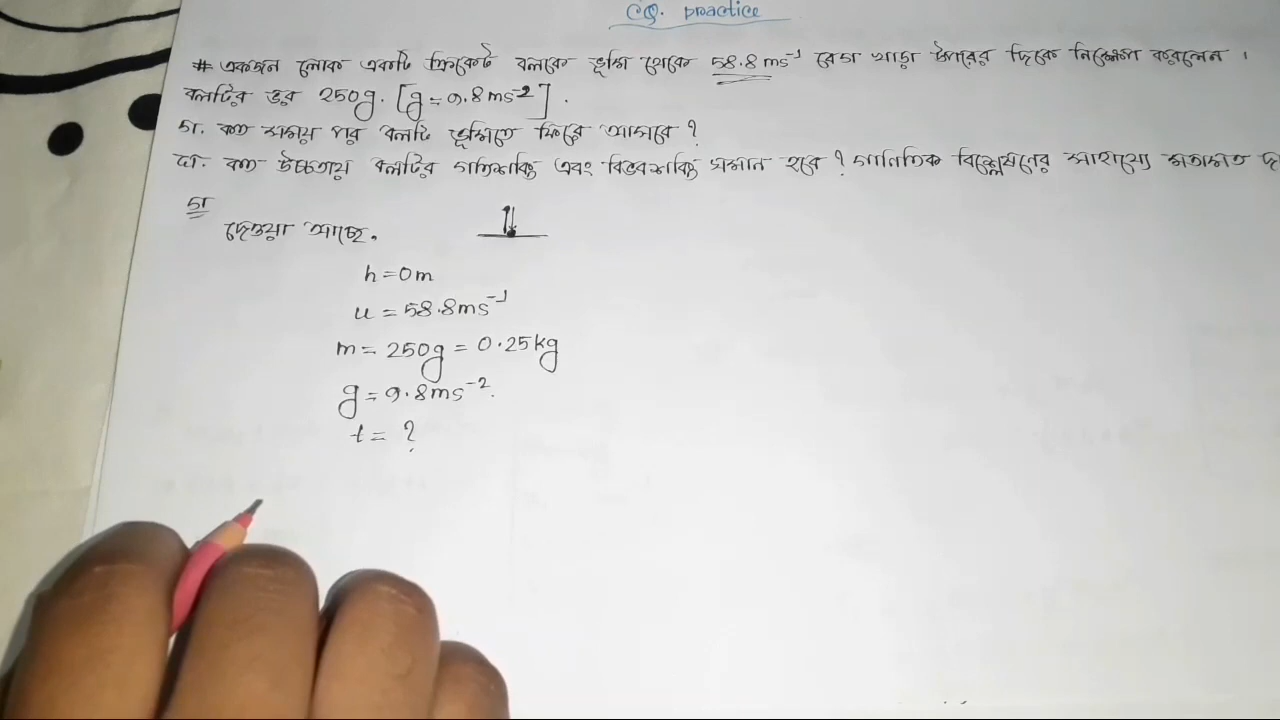 CQ. practice
# একজন লোক একটি ক্রিকেট বলকে ভূমি থেকে 58.8 ms⁻¹ বেগে খাড়া উপরের দিকে নিক্ষেপ করলেন ।
বলটির ভর 250g. [g=9.8 ms⁻²].
গ. কত সময় পর বলটি ভূমিতে ফিরে আসবে ?
ঘ. কত উচ্চতায় বলটির গতিশক্তি এবং বিভবশক্তি সমান হবে ? গানিতিক বিশ্লেষনের সাহায্যে মতামত দ
গ
দেওয়া আছে,
h=0m
u = 58.8ms⁻¹
m = 250g = 0.25kg
g=9.8ms⁻².
t = ?